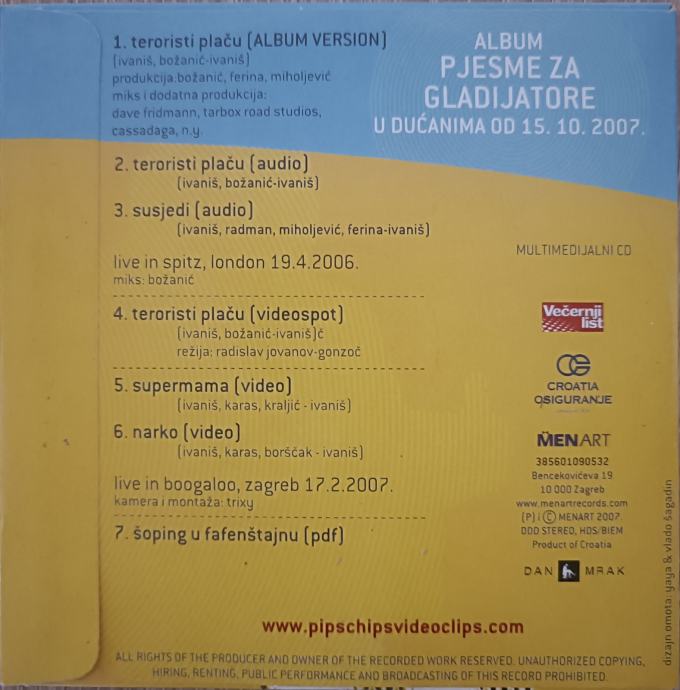 1. teroristi plaču (ALBUM VERSION)
(ivaniš, božanić-ivaniš)
produkcija:božanić, ferina, miholjević
miks i dodatna produkcija:
dave fridmann, tarbox road studios,
cassadaga, n.y.
ALBUM
PJESME ZA
GLADIJATORE
U DUĆANIMA OD 15. 10. 2007.
2. teroristi plaču (audio)
(ivaniš, božanić-ivaniš)
3. susjedi (audio)
(ivaniš, radman, miholjević, ferina-ivaniš)
live in spitz, london 19.4.2006.
miks: božanić
4. teroristi plaču (videospot)
(ivaniš, božanić-ivaniš)č
režija: radislav jovanov-gonzoč
5. supermama (video)
(ivaniš, karas, kraljić - ivaniš)
6. narko (video)
(ivaniš, karas, borščak - ivaniš)
live in boogaloo, zagreb 17.2.2007.
kamera i montaža: trixy
7. šoping u fafenštajnu (pdf)
MULTIMEDIJALNI CD
Večernji
list
CROATIA
OSIGURANJE
MENART
385601090532
Bencekovićeva 19
10 000 Zagreb
www.menartrecords.com
(P) i (C) MENART 2007.
DDD STEREO, HDS/BIEM
Product of Croatia
DAN MRAK
dizajn omota: yaya & vlado šagadin
www.pipschipsvideoclips.com
ALL RIGHTS OF THE PRODUCER AND OWNER OF THE RECORDED WORK RESERVED. UNAUTHORIZED COPYING,
HIRING, RENTING, PUBLIC PERFORMANCE AND BROADCASTING OF THIS RECORD PROHIBITED.